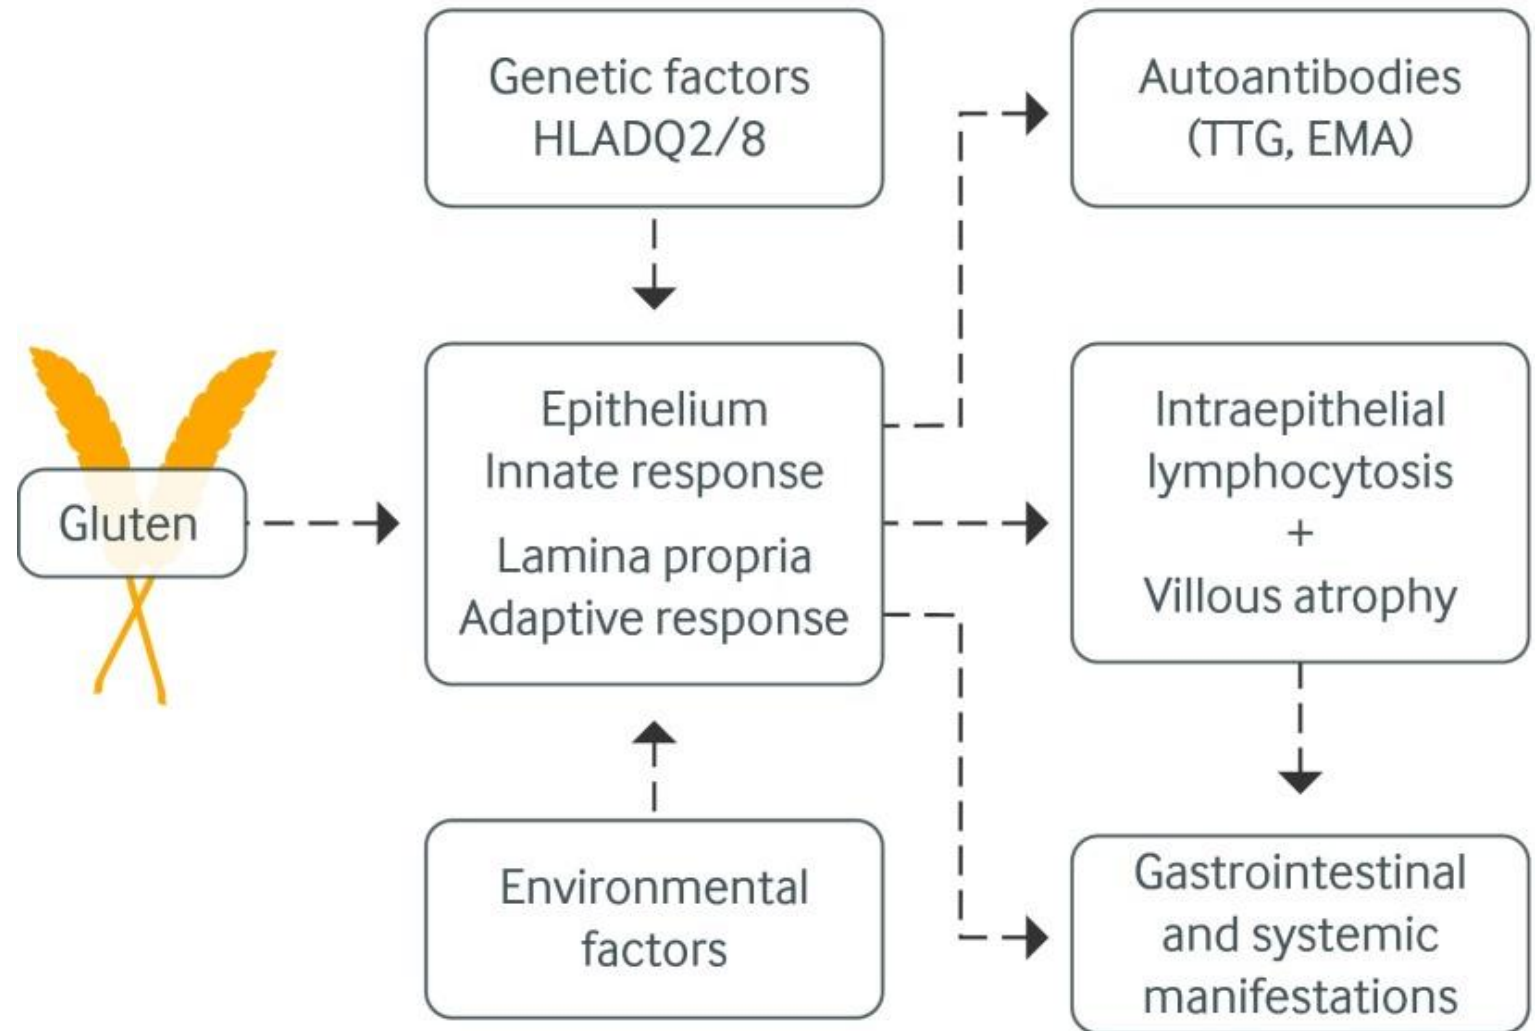 Genetic factors
HLADQ2/8
Autoantibodies
(TTG, EMA)
Gluten
Epithelium
Innate response
Lamina propria
Adaptive response
Intraepithelial
lymphocytosis
+
Villous atrophy
Environmental
factors
Gastrointestinal
and systemic
manifestations